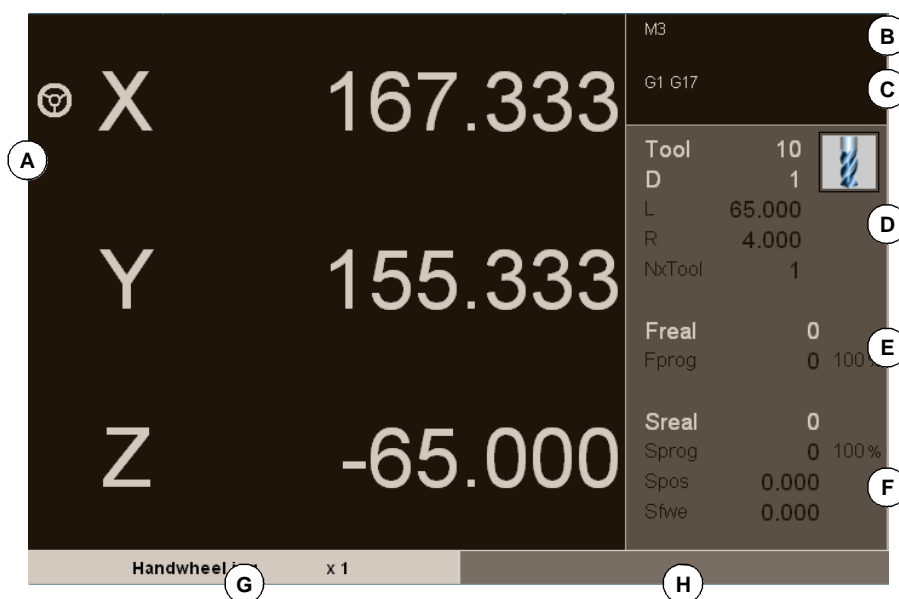 M3
B
G1 G17
C
X 167.333
A
Tool 10
D 1
L 65.000
D
R 4.000
NxTool 1
Y 155.333
Freal 0
E
Fprog 0 100
Sreal 0
Z -65.000
Sprog 0 100%
Spos 0.000
F
Sfwe 0.000
Handwheel x 1
G
H